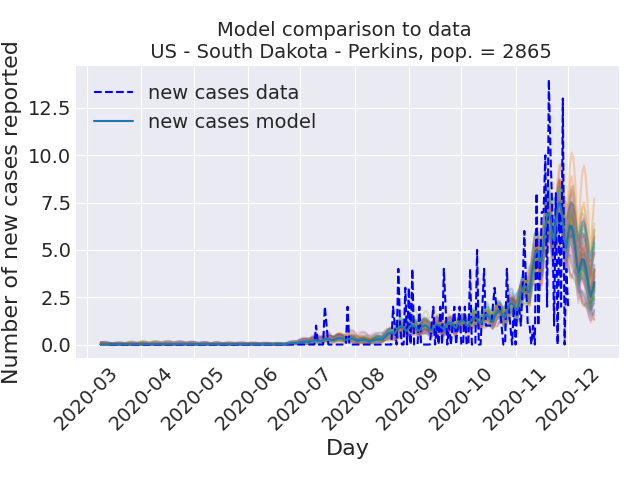 Model comparison to data
US - South Dakota - Perkins, pop. = 2865
new cases data
new cases model
Number of new cases reported
12.5
10.0
7.5
5.0
2.5
0.0
2020-03
2020-04
2020-05
2020-06
2020-07
2020-08
2020-09
2020-10
2020-11
2020-12
Day